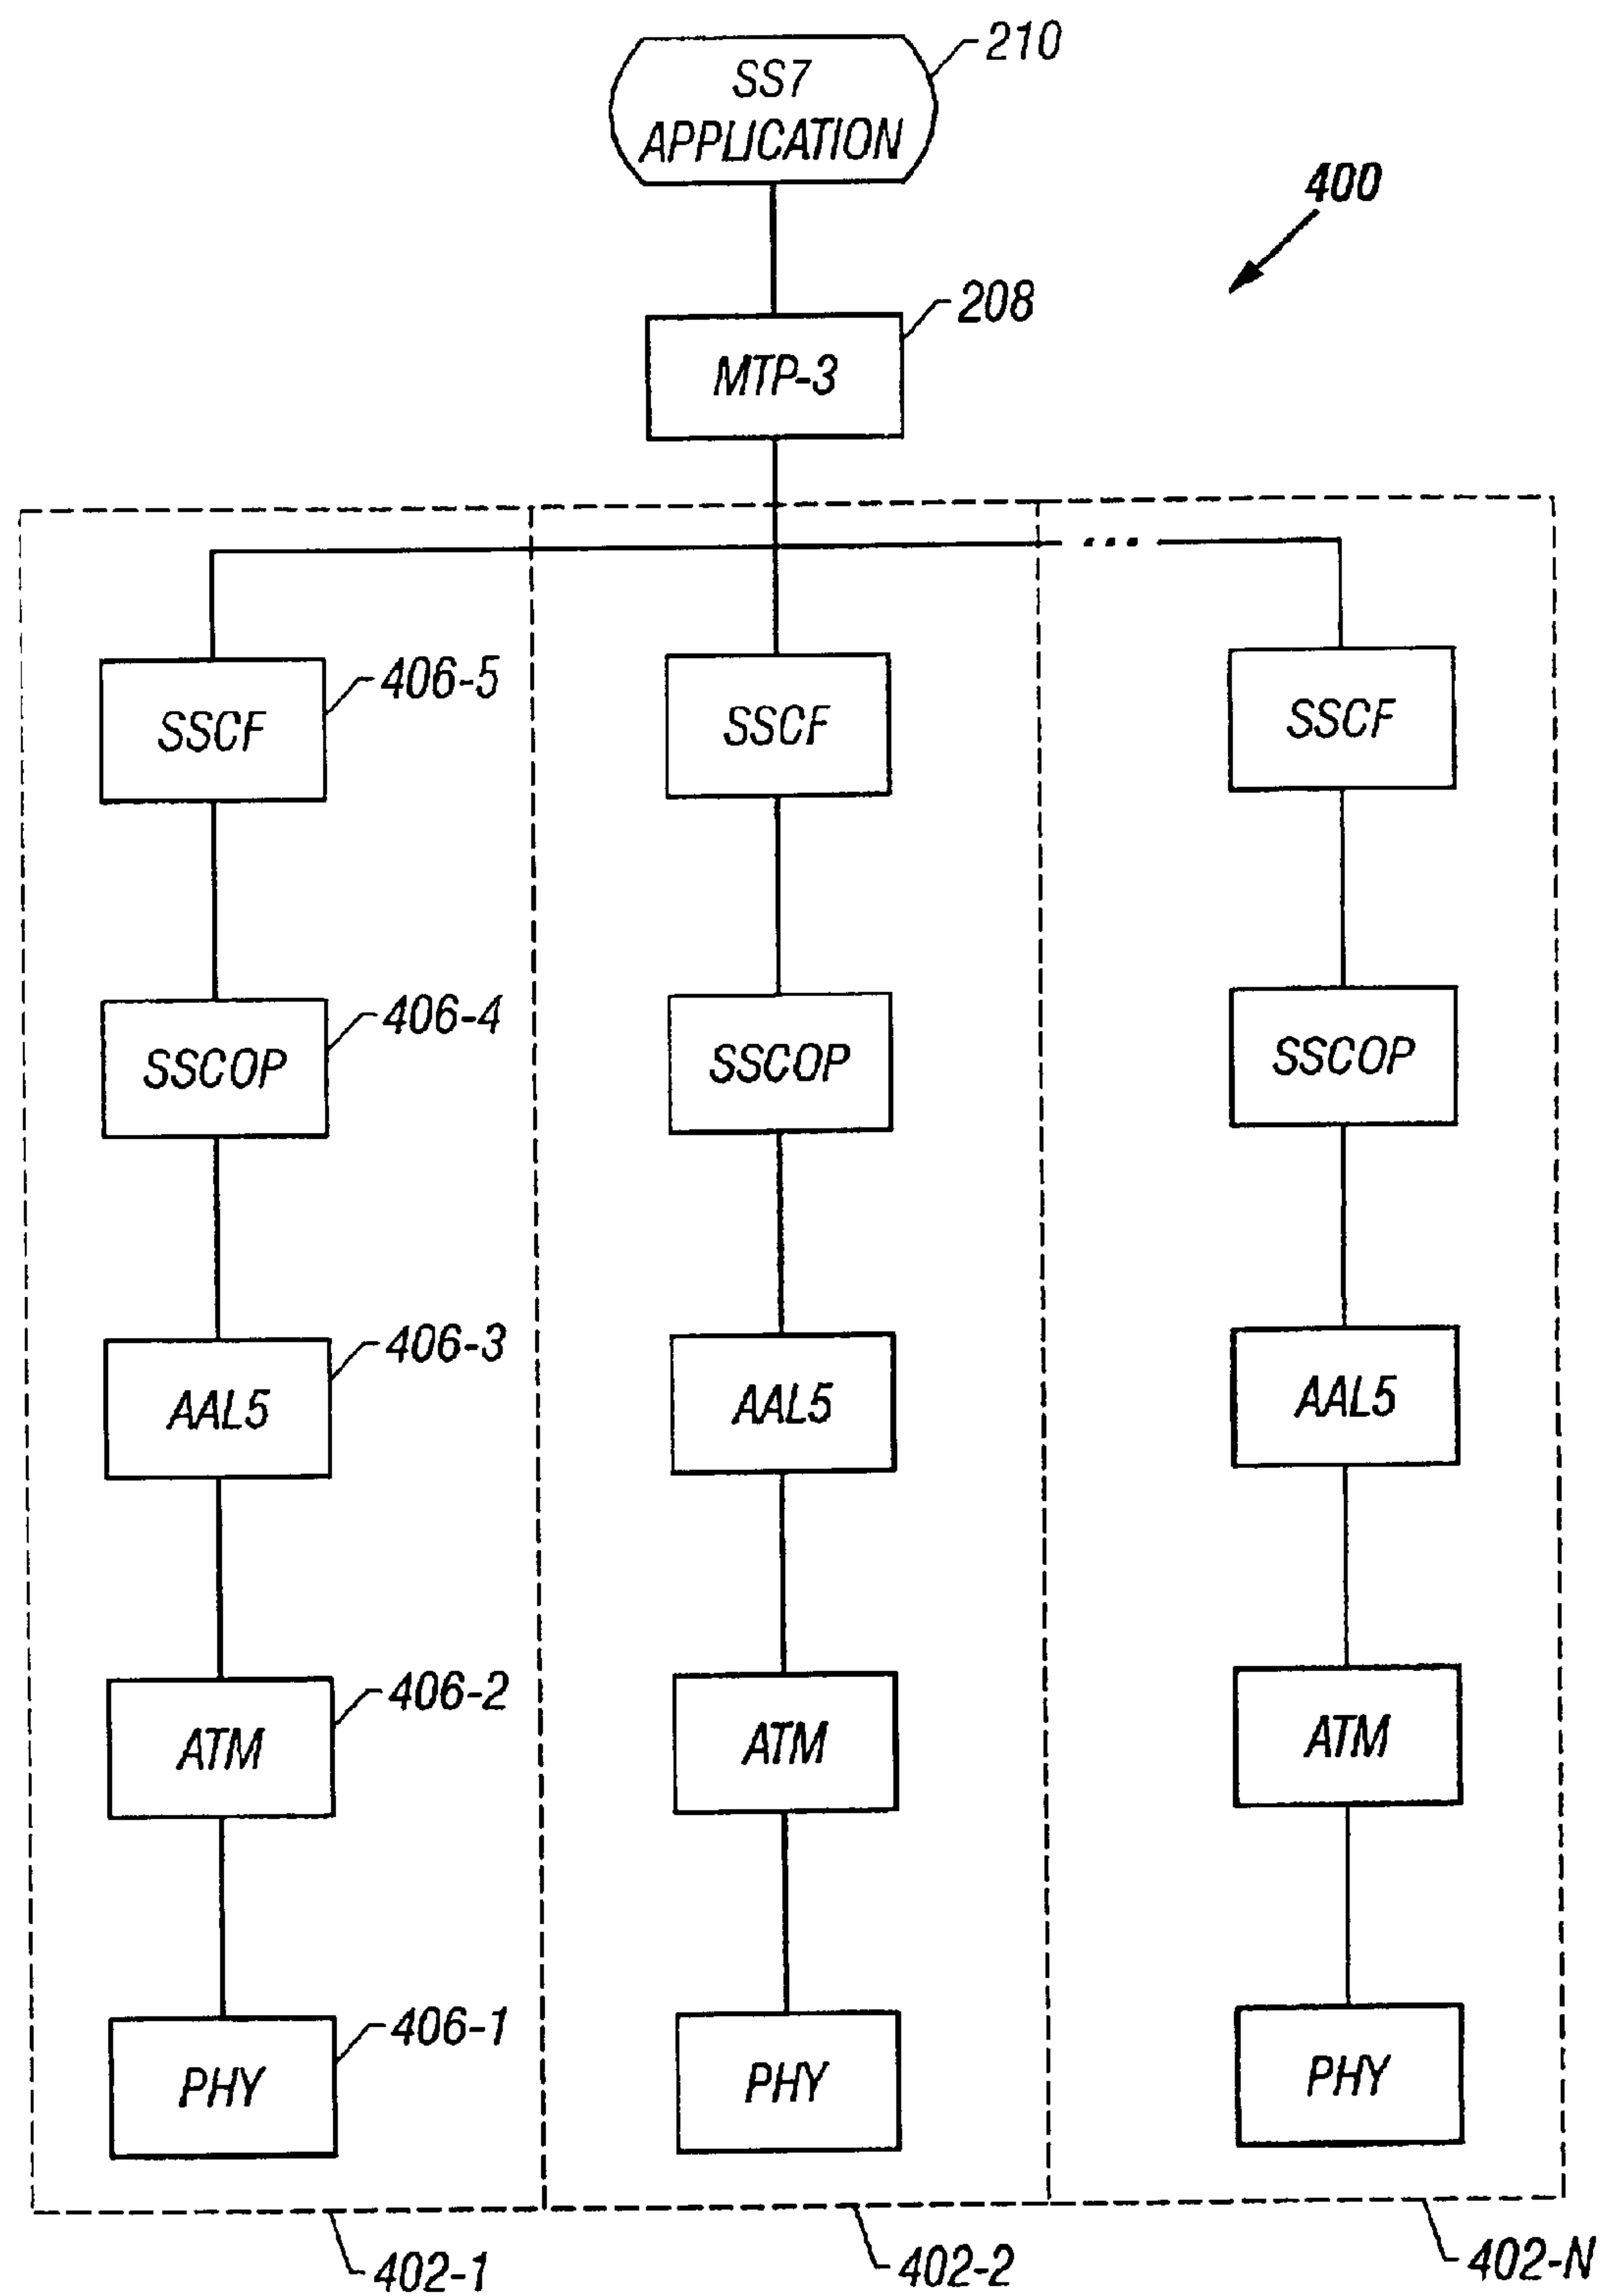 210
SS7
APPLICATION
400
208
MTP-3
...
406-5
SSCF
SSCF
SSCF
406-4
SSCOP
SSCOP
SSCOP
406-3
AAL5
AAL5
AAL5
406-2
ATM
ATM
ATM
406-1
PHY
PHY
PHY
402-1
402-2
402-N